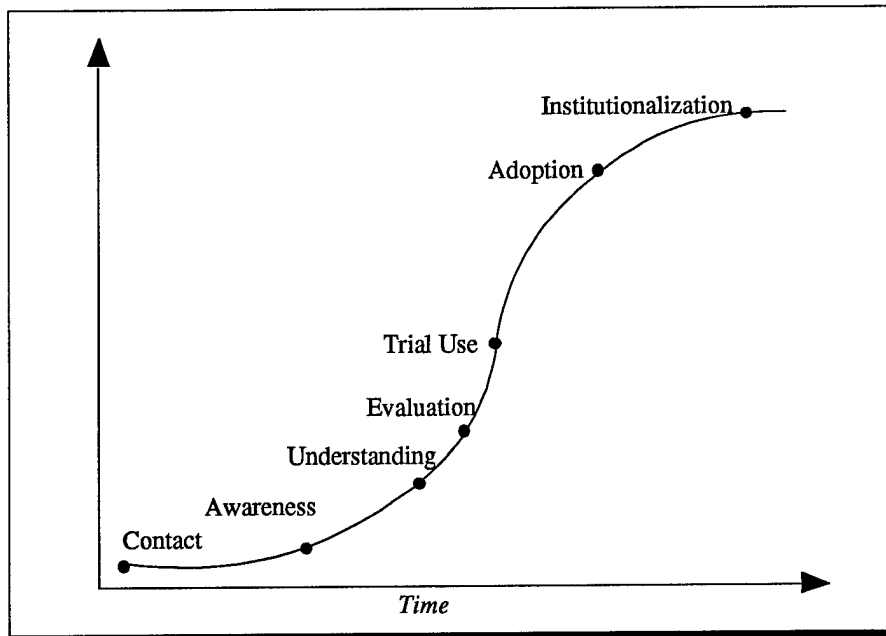 Institutionalization
Adoption
Trial Use
Evaluation
Understanding
Awareness
Contact
Time